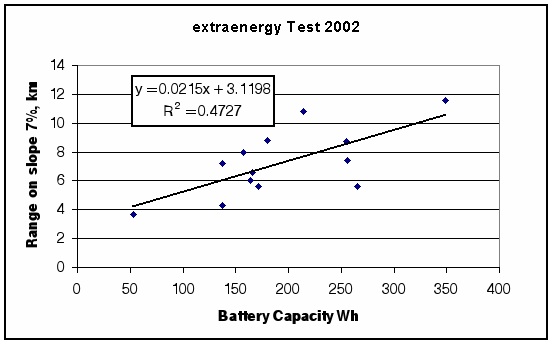 extraenergy Test 2002
y =0.0215x + 3.1198
R² = 0.4727
Range on slope 7%, km
14
12
10
8
6
4
2
0
0 50 100 150 200 250 300 350 400
Battery Capacity Wh